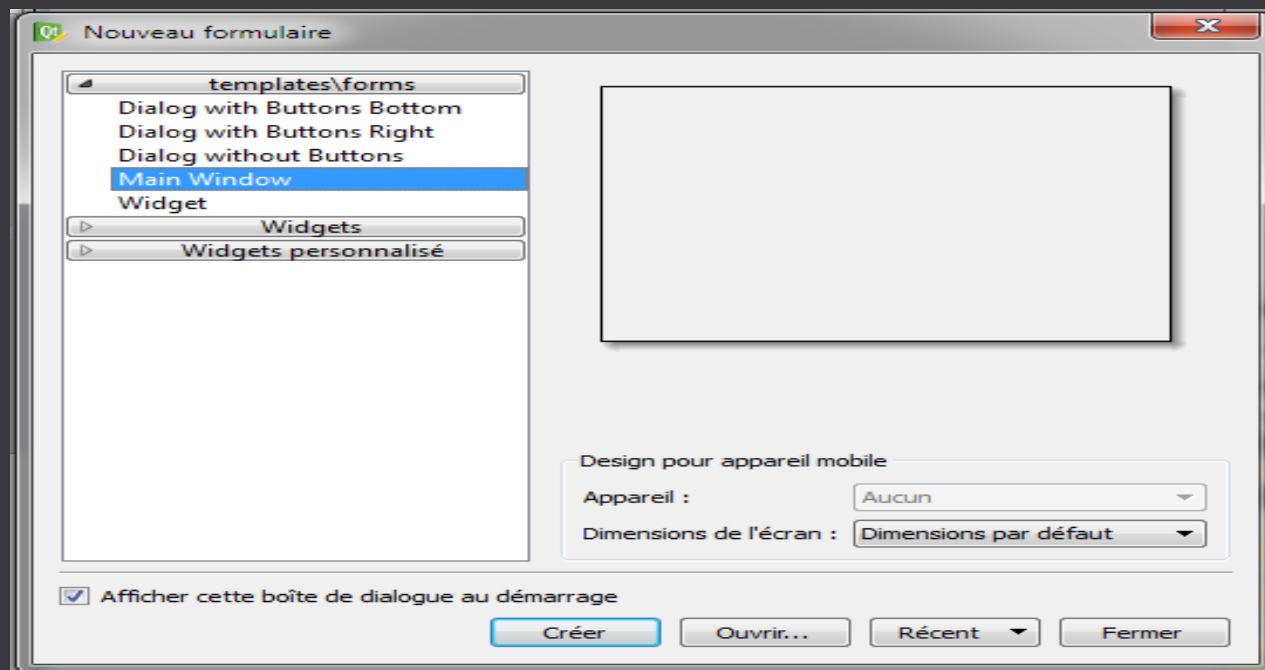 Nouveau formulaire
templates\forms
Dialog with Buttons Bottom
Dialog with Buttons Right
Dialog without Buttons
Main Window
Widget
Widgets
Widgets personnalisé
Design pour appareil mobile
Appareil : Aucun
Dimensions de l'écran : Dimensions par défaut
Afficher cette boîte de dialogue au démarrage
Créer Ouvrir... Récent Fermer